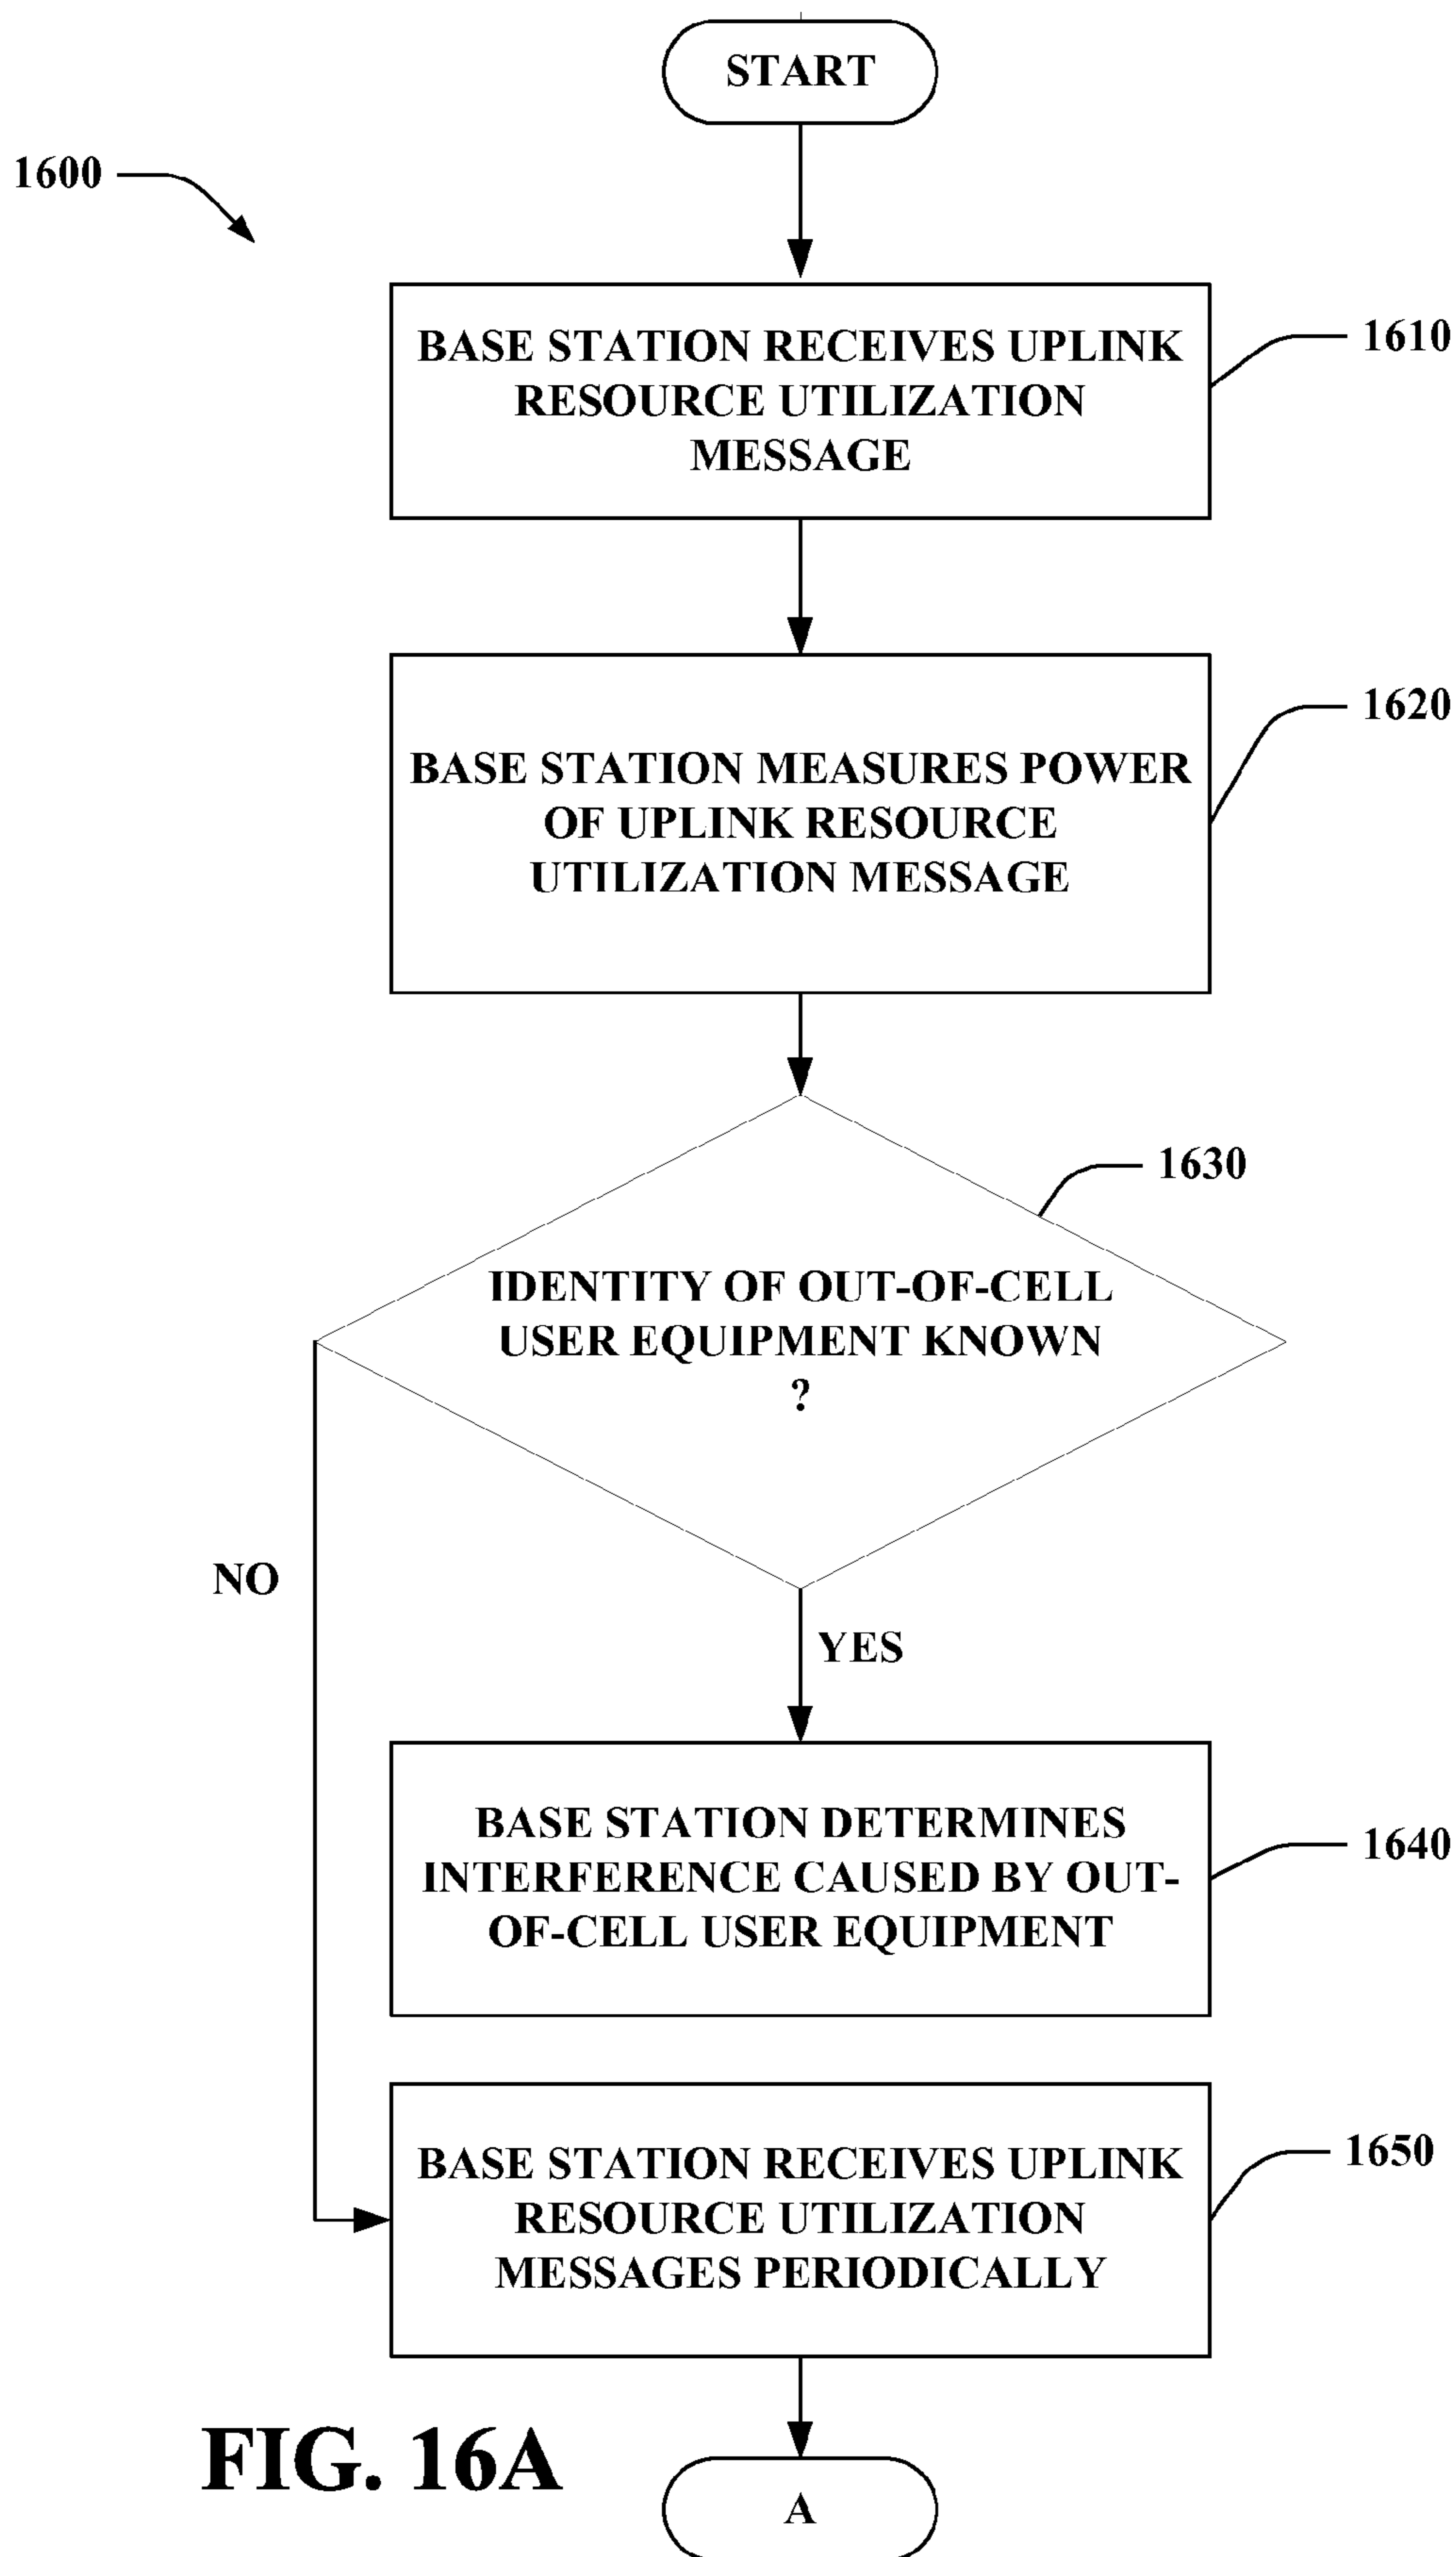 START
1600
BASE STATION RECEIVES UPLINK
RESOURCE UTILIZATION
MESSAGE
1610
BASE STATION MEASURES POWER
OF UPLINK RESOURCE
UTILIZATION MESSAGE
1620
1630
IDENTITY OF OUT-OF-CELL
USER EQUIPMENT KNOWN
?
NO
YES
BASE STATION DETERMINES
INTERFERENCE CAUSED BY OUT-
OF-CELL USER EQUIPMENT
1640
BASE STATION RECEIVES UPLINK
RESOURCE UTILIZATION
MESSAGES PERIODICALLY
1650
FIG. 16A
A